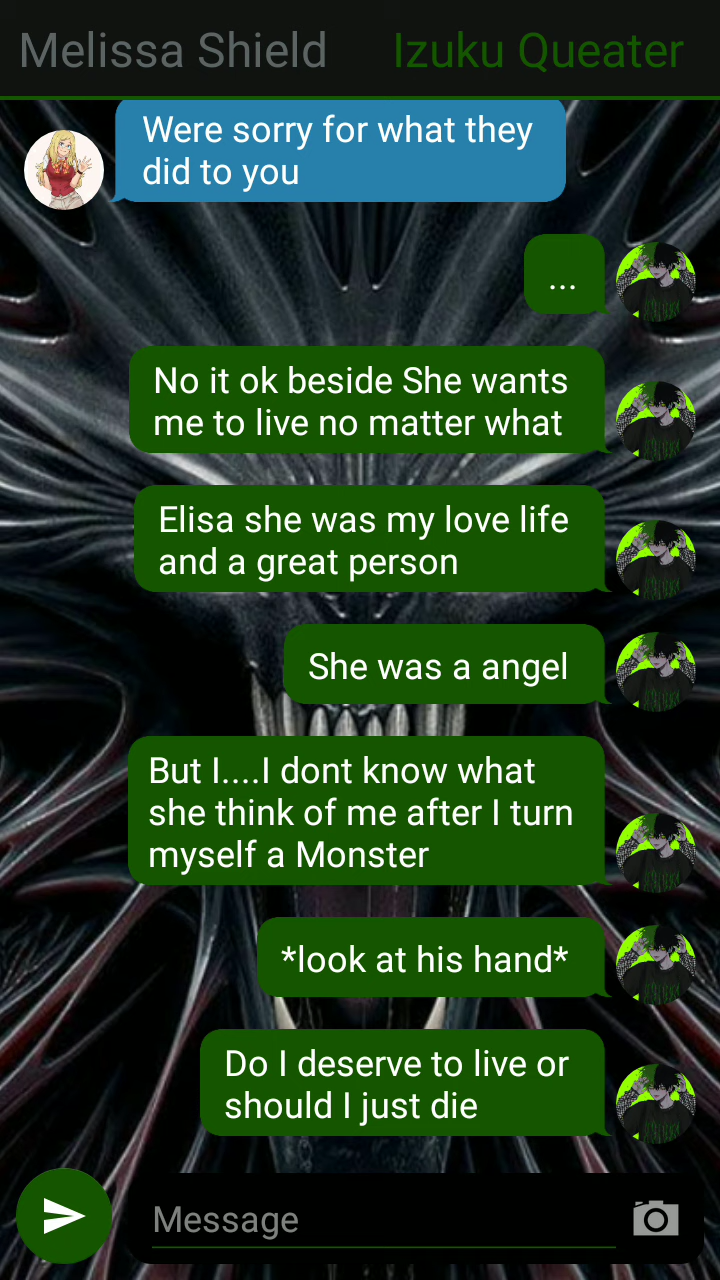 Melissa Shield Izuku Queater
Were sorry for what they
did to you
...
No it ok beside She wants
me to live no matter what
Elisa she was my love life
and a great person
She was a angel
But I....I dont know what
she think of me after I turn
myself a Monster
*look at his hand*
Do I deserve to live or
should I just die
Message